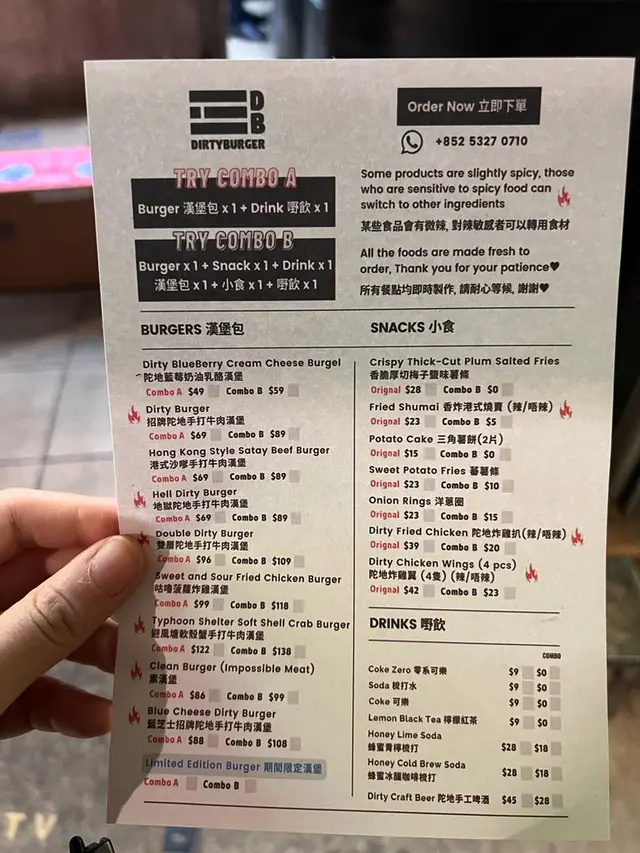 DB
DIRTYBURGER
Order Now 立即下單
+852 5327 0710
TRY COMBO A
Burger 漢堡包 x 1 + Drink 嘢飲 x 1
TRY COMBO B
Burger x 1 + Snack x 1 + Drink x 1
漢堡包 x 1 + 小食 x 1 + 嘢飲 x 1
Some products are slightly spicy, those
who are sensitive to spicy food can
switch to other ingredients
某些食品會有微辣, 對辣敏感者可以轉用食材
All the foods are made fresh to
order, Thank you for your patience♥
所有餐點均即時製作, 請耐心等候, 謝謝♥
BURGERS 漢堡包
Dirty BlueBerry Cream Cheese Burgel
陀地藍莓奶油乳酪漢堡
Combo A $49 Combo B $59
Dirty Burger
招牌陀地手打牛肉漢堡
Combo A $69 Combo B $89
Hong Kong Style Satay Beef Burger
港式沙嗲手打牛肉漢堡
Combo A $69 Combo B $89
Hell Dirty Burger
地獄陀地手打牛肉漢堡
Combo A $69 Combo B $89
Double Dirty Burger
雙層陀地手打牛肉漢堡
Combo A $96 Combo B $109
Sweet and Sour Fried Chicken Burger
咕嚕菠蘿炸雞漢堡
Combo A $99 Combo B $118
Typhoon Shelter Soft Shell Crab Burger
避風塘軟殼蟹手打牛肉漢堡
Combo A $122 Combo B $138
Clean Burger (Impossible Meat)
素漢堡
Combo A $86 Combo B $99
Blue Cheese Dirty Burger
藍芝士招牌陀地手打牛肉漢堡
Combo A $88 Combo B $108
Limited Edition Burger 期間限定漢堡
Combo A Combo B
SNACKS 小食
Crispy Thick-Cut Plum Salted Fries
香脆厚切梅子鹽味薯條
Orignal $28 Combo B $0
Fried Shumai 香炸港式燒賣 (辣/唔辣)
Orignal $23 Combo B $5
Potato Cake 三角薯餅(2片)
Orignal $15 Combo B $0
Sweet Potato Fries 蕃薯條
Orignal $23 Combo B $10
Onion Rings 洋蔥圈
Orignal $23 Combo B $15
Dirty Fried Chicken 陀地炸雞扒(辣/唔辣)
Orignal $39 Combo B $20
Dirty Chicken Wings (4 pcs)
陀地炸雞翼 (4隻) (辣/唔辣)
Orignal $42 Combo B $23
DRINKS 嘢飲
COMBO
Coke Zero 零系可樂 $9 $0
Soda 梳打水 $9 $0
Coke 可樂 $9 $0
Lemon Black Tea 檸檬紅茶 $9 $0
Honey Lime Soda
蜂蜜青檸梳打 $28 $18
Honey Cold Brew Soda
蜂蜜冰釀咖啡梳打 $28 $18
Dirty Craft Beer 陀地手工啤酒 $45 $28
TV